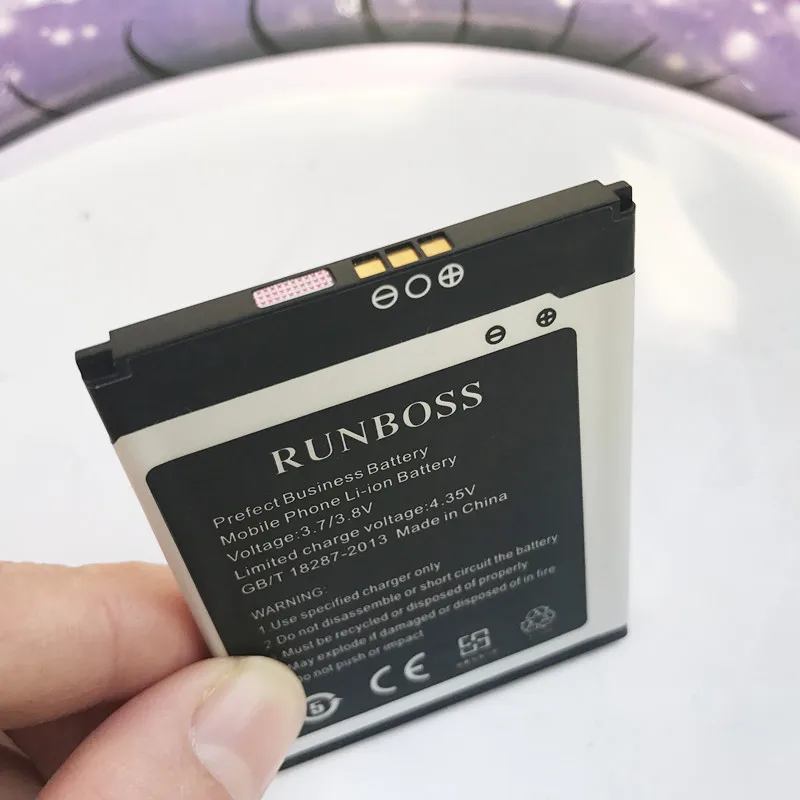 RUNBOSS
Prefect Business Battery
Mobile Phone Li-ion Battery
Voltage:3.7/3.8V
Limited charge voltage:4.35V
GB/T 18287-2013 Made in China
WARNING:
1 Use specified charger only
2 Do not disassemble or short circuit the battery
Must be recycled or disposed of properly
May explode if damaged or disposed of in fire
Do not push or impact
5 CE